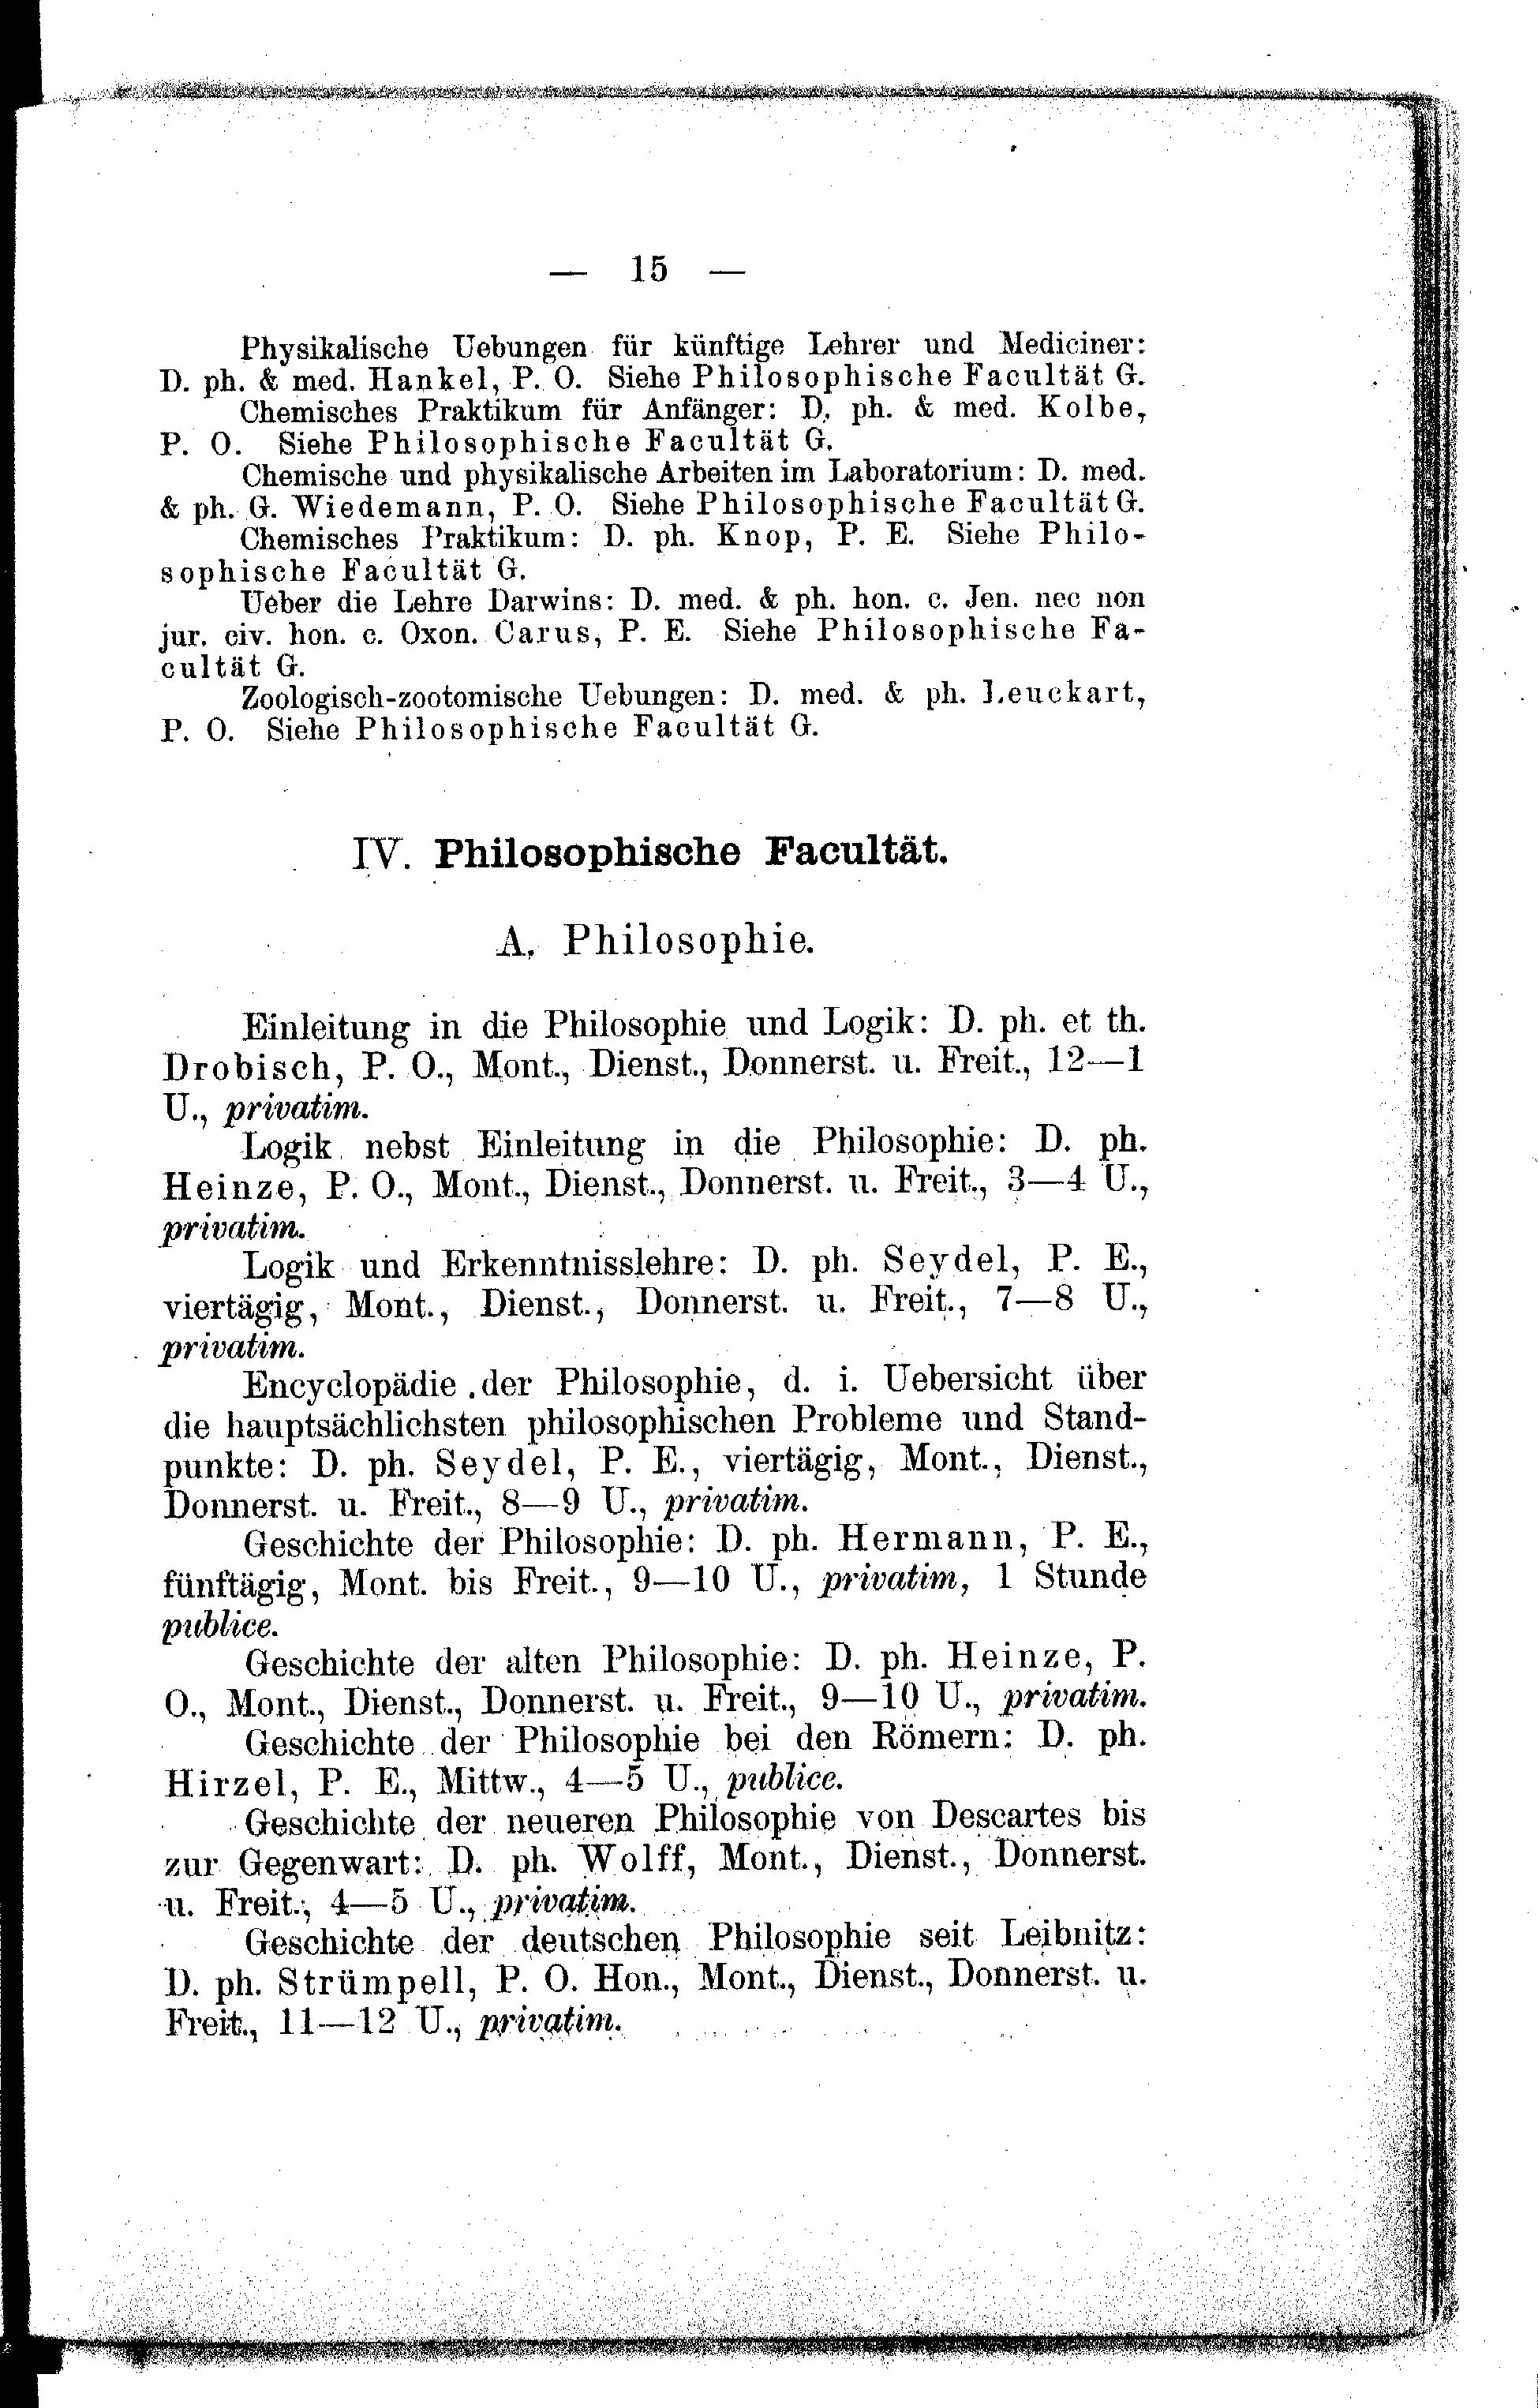 — 15 —
Physikalische Uebungen für künftige Lehrer und Mediciner:
D. ph. & med. Hankel, P. O. Siehe Philosophische Facultät G.
Chemisches Praktikum für Anfänger: D. ph. & med. Kolbe,
P. O. Siehe Philosophische Facultät G.
Chemische und physikalische Arbeiten im Laboratorium: D. med.
& ph. G. Wiedemann, P. O. Siehe Philosophische Facultät G.
Chemisches Praktikum: D. ph. Knop, P. E. Siehe Philo-
sophische Facultät G.
Ueber die Lehre Darwins: D. med. & ph. hon. c. Jen. nec non
jur. civ. hon. c. Oxon. Carus, P. E. Siehe Philosophische Fa-
cultät G.
Zoologisch-zootomische Uebungen: D. med. & ph. Leuckart,
P. O. Siehe Philosophische Facultät G.
IV. Philosophische Facultät.
A. Philosophie.
Einleitung in die Philosophie und Logik: D. ph. et th.
Drobisch, P. O., Mont., Dienst., Donnerst. u. Freit., 12—1
U., privatim.
Logik nebst Einleitung in die Philosophie: D. ph.
Heinze, P. O., Mont., Dienst., Donnerst. u. Freit., 3—4 U.,
privatim.
Logik und Erkenntnisslehre: D. ph. Seydel, P. E.,
viertägig, Mont., Dienst., Donnerst. u. Freit., 7—8 U.,
privatim.
Encyclopädie der Philosophie, d. i. Uebersicht über
die hauptsächlichsten philosophischen Probleme und Stand-
punkte: D. ph. Seydel, P. E., viertägig, Mont., Dienst.,
Donnerst. u. Freit., 8—9 U., privatim.
Geschichte der Philosophie: D. ph. Hermann, P. E.,
fünftägig, Mont. bis Freit., 9—10 U., privatim, 1 Stunde
publice.
Geschichte der alten Philosophie: D. ph. Heinze, P.
O., Mont., Dienst., Donnerst. u. Freit., 9—10 U., privatim.
Geschichte der Philosophie bei den Römern: D. ph.
Hirzel, P. E., Mittw., 4—5 U., publice.
Geschichte der neueren Philosophie von Descartes bis
zur Gegenwart: D. ph. Wolff, Mont., Dienst., Donnerst.
u. Freit., 4—5 U., privatim.
Geschichte der deutschen Philosophie seit Leibnitz:
D. ph. Strümpell, P. O. Hon., Mont., Dienst., Donnerst. u.
Freit., 11—12 U., privatim.